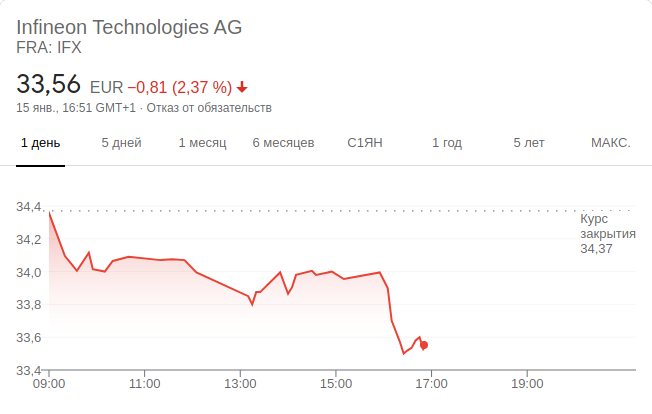 Infineon Technologies AG
FRA: IFX
33,56 EUR −0,81 (2,37 %)
15 янв., 16:51 GMT+1 · Отказ от обязательств
1 день 5 дней 1 месяц 6 месяцев С1ЯН 1 год 5 лет МАКС.
34,4
Курс
закрытия
34,37
34,2
34,0
33,8
33,6
33,4
09:00 11:00 13:00 15:00 17:00 19:00